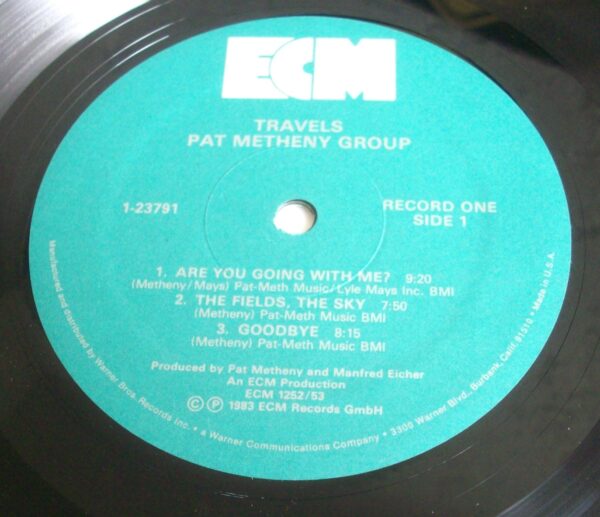 ECM
TRAVELS
PAT METHENY GROUP
1-23791
RECORD ONE
SIDE 1
1. ARE YOU GOING WITH ME? 9:20
(Metheny/Mays) Pat-Meth Music/Lyle Mays Inc. BMI
2. THE FIELDS, THE SKY 7:50
(Metheny) Pat-Meth Music BMI
3. GOODBYE 8:15
(Metheny) Pat-Meth Music BMI
Produced by Pat Metheny and Manfred Eicher
An ECM Production
ECM 1252/53
© ℗ 1983 ECM Records GmbH
Manufactured and distributed by Warner Bros. Records Inc. • a Warner Communications Company • 3300 Warner Blvd., Burbank, Calif. 91510 • Made in U.S.A.